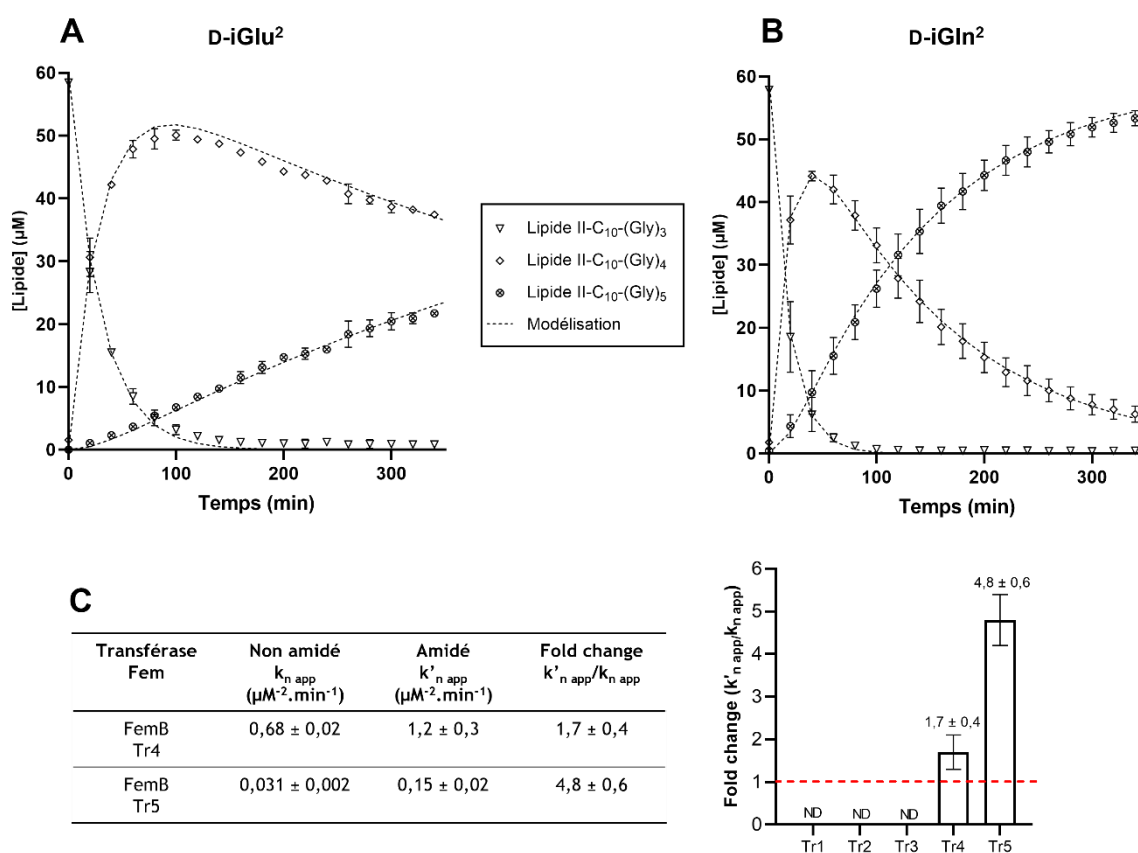 A
D-iGlu²
[Lipide] (µM)
60
50
40
30
20
10
0
0
100
200
300
Temps (min)
Lipide II-C₁₀-(Gly)₃
Lipide II-C₁₀-(Gly)₄
Lipide II-C₁₀-(Gly)₅
Modélisation
B
D-iGln²
[Lipide] (µM)
60
50
40
30
20
10
0
0
100
200
300
Temps (min)
C
Transférase Non amidé Amidé Fold change
Fem kₙ ₐₚₚ k'ₙ ₐₚₚ k'ₙ ₐₚₚ/kₙ ₐₚₚ
(µM⁻².min⁻¹) (µM⁻².min⁻¹)
FemB 0,68 ± 0,02 1,2 ± 0,3 1,7 ± 0,4
Tr4
FemB 0,031 ± 0,002 0,15 ± 0,02 4,8 ± 0,6
Tr5
Fold change (k'ₙ ₐₚₚ/kₙ ₐₚₚ)
6
5
4
3
2
1
0
4,8 ± 0,6
1,7 ± 0,4
ND ND ND
Tr1 Tr2 Tr3 Tr4 Tr5